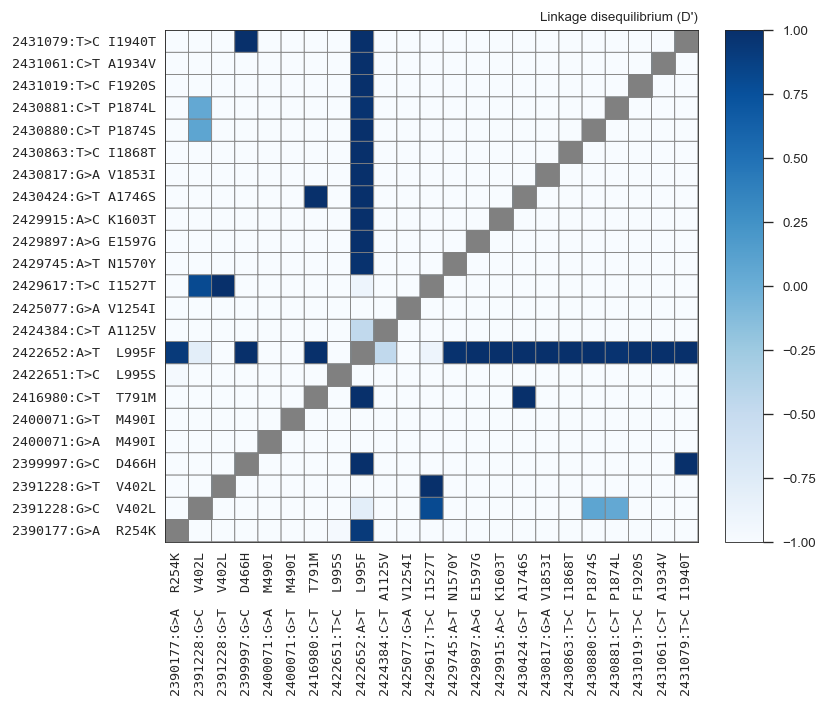 Linkage disequilibrium (D')
2431079:T>C I1940T
2431061:C>T A1934V
2431019:T>C F1920S
2430881:C>T P1874L
2430880:C>T P1874S
2430863:T>C I1868T
2430817:G>A V1853I
2430424:G>T A1746S
2429915:A>C K1603T
2429897:A>G E1597G
2429745:A>T N1570Y
2429617:T>C I1527T
2425077:G>A V1254I
2424384:C>T A1125V
2422652:A>T L995F
2422651:T>C L995S
2416980:C>T T791M
2400071:G>T M490I
2400071:G>A M490I
2399997:G>C D466H
2391228:G>T V402L
2391228:G>C V402L
2390177:G>A R254K
2390177:G>A R254K
2391228:G>C V402L
2391228:G>T V402L
2399997:G>C D466H
2400071:G>A M490I
2400071:G>T M490I
2416980:C>T T791M
2422651:T>C L995S
2422652:A>T L995F
2424384:C>T A1125V
2425077:G>A V1254I
2429617:T>C I1527T
2429745:A>T N1570Y
2429897:A>G E1597G
2429915:A>C K1603T
2430424:G>T A1746S
2430817:G>A V1853I
2430863:T>C I1868T
2430880:C>T P1874S
2430881:C>T P1874L
2431019:T>C F1920S
2431061:C>T A1934V
2431079:T>C I1940T
1.00
0.75
0.50
0.25
0.00
−0.25
−0.50
−0.75
−1.00